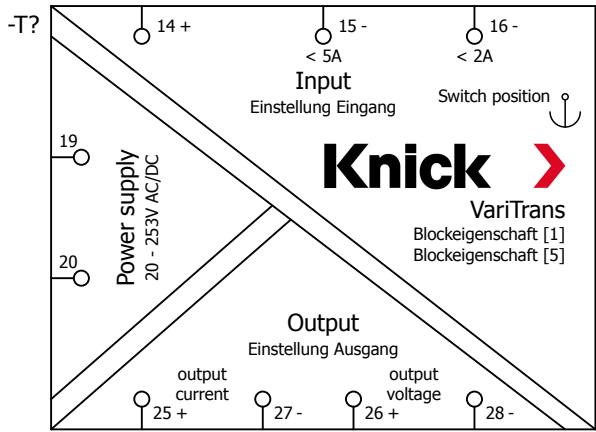 -T?
14 +
15 -
16 -
< 5A
< 2A
Input
Einstellung Eingang
Switch position
19
20
Power supply
20 - 253V AC/DC
Knick
VariTrans
Blockeigenschaft [1]
Blockeigenschaft [5]
Output
Einstellung Ausgang
output
current
output
voltage
25 +
27 -
26 +
28 -